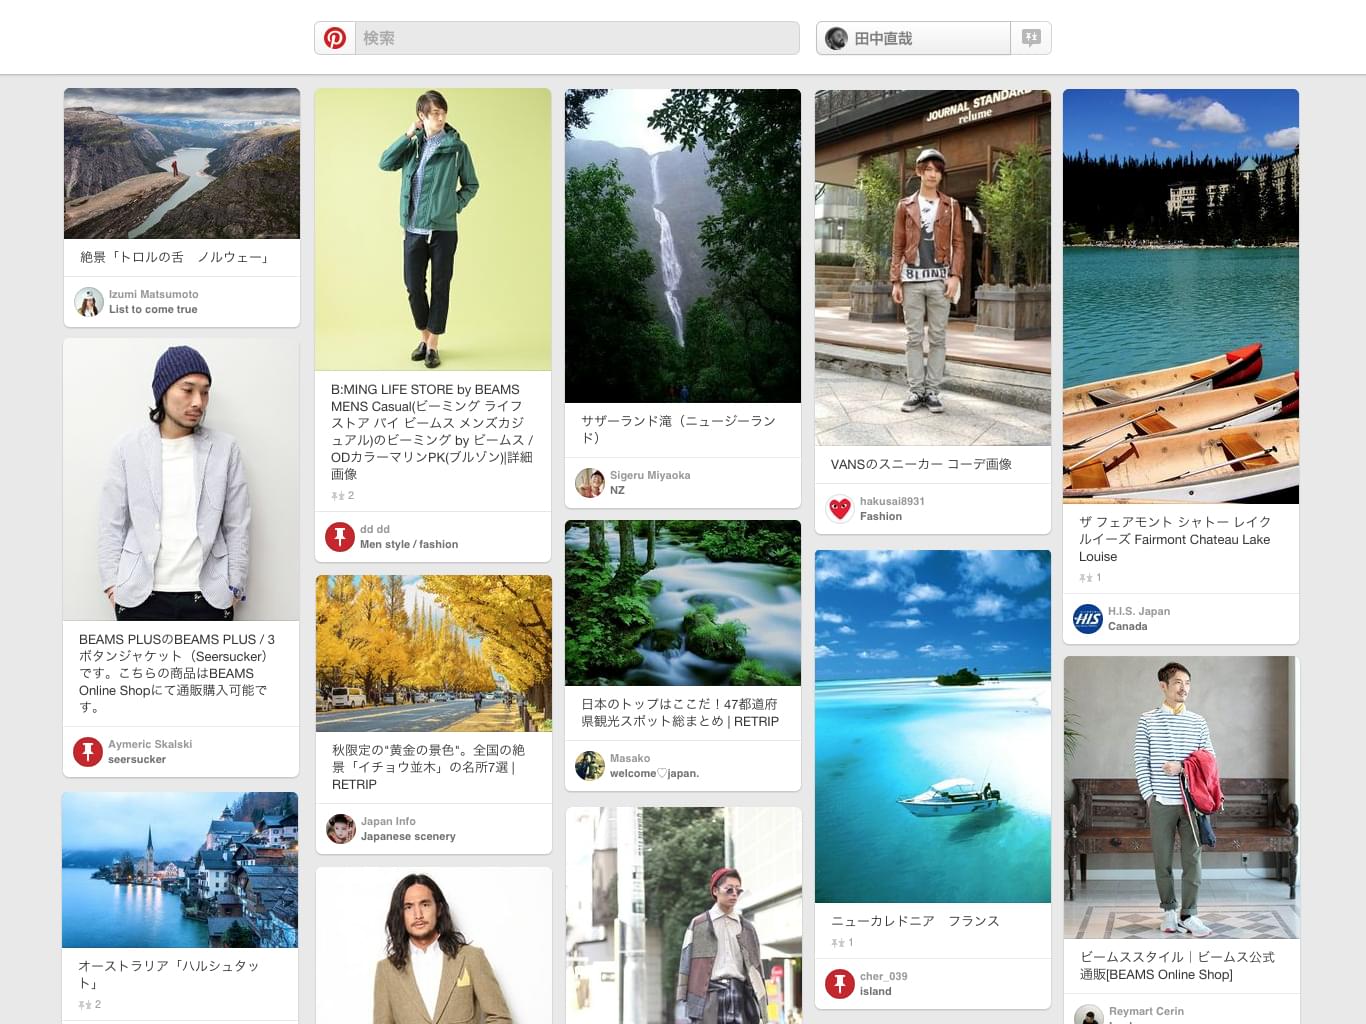 検索
田中直哉
絶景「トロルの舌　ノルウェー」
Izumi Matsumoto
List to come true
BEAMS PLUSのBEAMS PLUS / 3
ボタンジャケット（Seersucker）
です。こちらの商品はBEAMS
Online Shopにて通販購入可能で
す。
Aymeric Skalski
seersucker
オーストラリア「ハルシュタッ
ト」
2
B:MING LIFE STORE by BEAMS
MENS Casual(ビーミング ライフ
ストア バイ ビームス メンズカジ
ュアル)のビーミング by ビームス /
ODカラーマリンPK(ブルゾン)|詳細
画像
2
dd dd
Men style / fashion
秋限定の"黄金の景色"。全国の絶
景「イチョウ並木」の名所7選 |
RETRIP
Japan Info
Japanese scenery
サザーランド滝（ニュージーラン
ド）
Sigeru Miyaoka
NZ
日本のトップはここだ！47都道府
県観光スポット総まとめ | RETRIP
Masako
welcome♡japan.
JOURNAL STANDARD
relume
VANSのスニーカー コーデ画像
hakusai8931
Fashion
ニューカレドニア　フランス
1
cher_039
island
ザ フェアモント シャトー レイク
ルイーズ Fairmont Chateau Lake
Louise
1
HIS
H.I.S. Japan
Canada
ビームススタイル｜ビームス公式
通販[BEAMS Online Shop]
Reymart Cerin